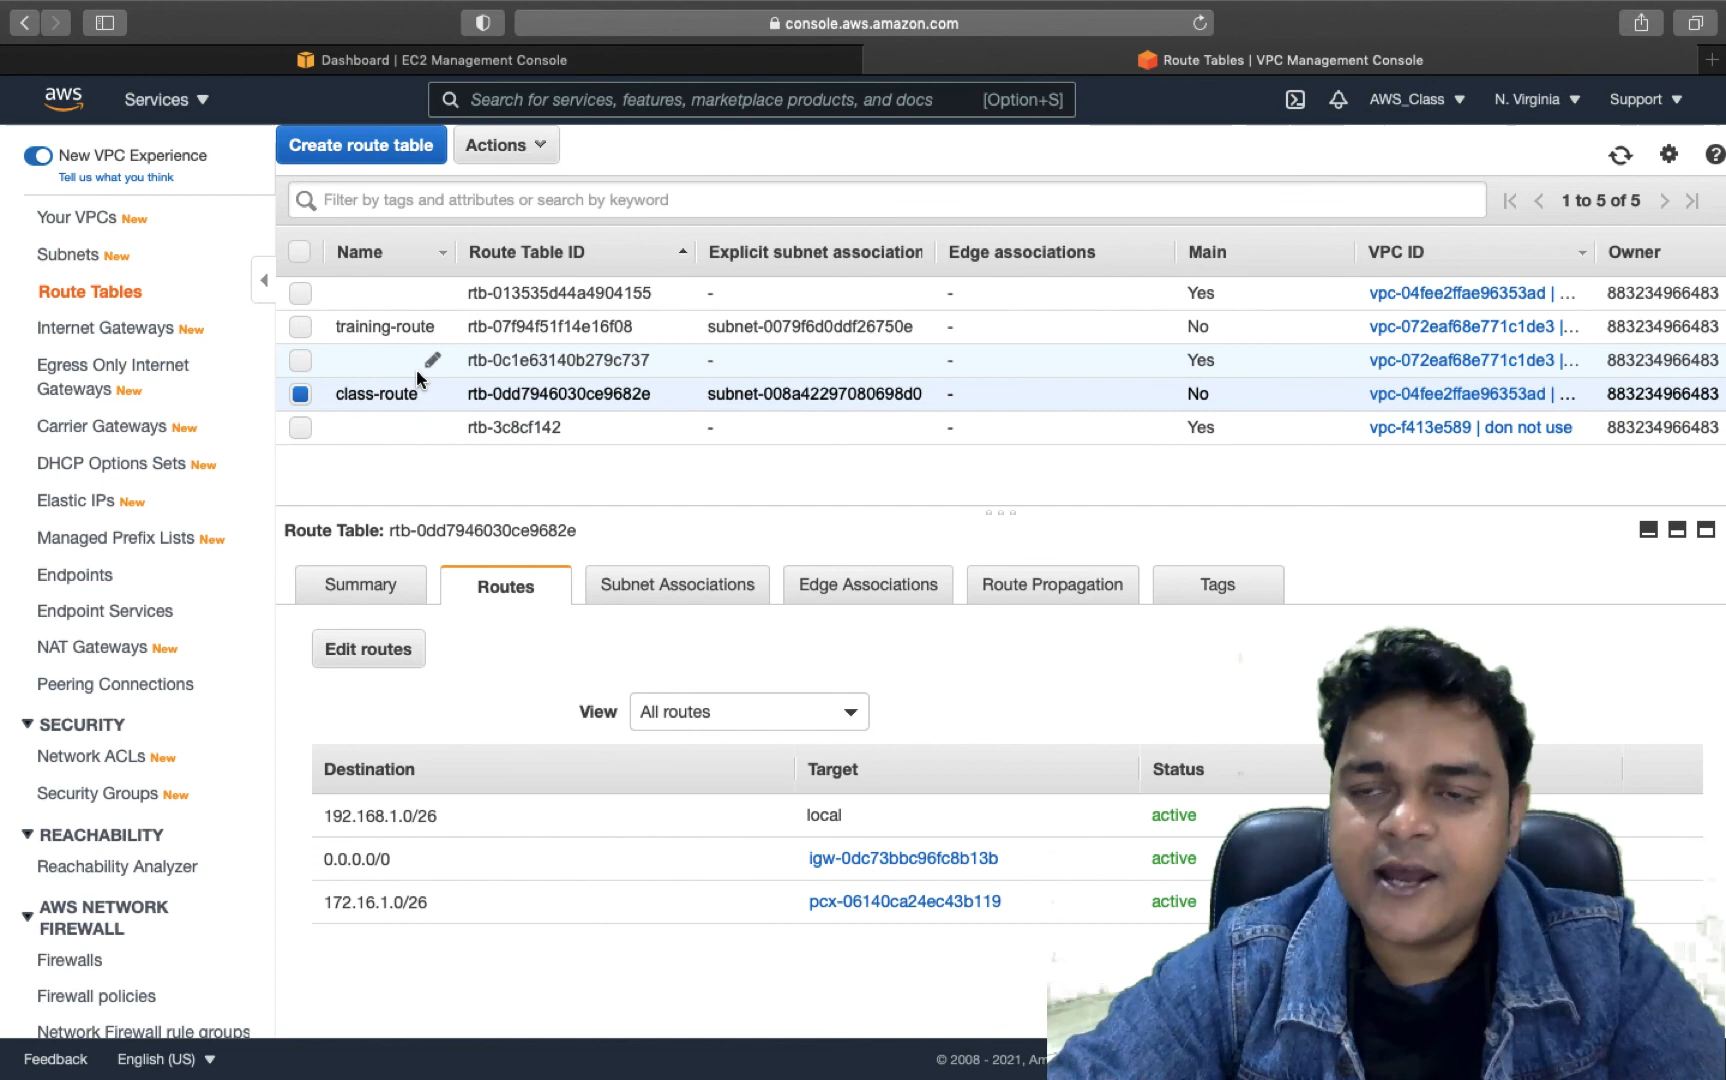 console.aws.amazon.com
Dashboard | EC2 Management Console
Route Tables | VPC Management Console
aws
Services
Search for services, features, marketplace products, and docs [Option+S]
AWS_Class
N. Virginia
Support
New VPC Experience
Tell us what you think
Your VPCs New
Subnets New
Route Tables
Internet Gateways New
Egress Only Internet
Gateways New
Carrier Gateways New
DHCP Options Sets New
Elastic IPs New
Managed Prefix Lists New
Endpoints
Endpoint Services
NAT Gateways New
Peering Connections
SECURITY
Network ACLs New
Security Groups New
REACHABILITY
Reachability Analyzer
AWS NETWORK
FIREWALL
Firewalls
Firewall policies
Network Firewall rule groups
Create route table
Actions
Filter by tags and attributes or search by keyword
1 to 5 of 5
Name Route Table ID Explicit subnet association Edge associations Main VPC ID Owner
rtb-013535d44a4904155 - - Yes vpc-04fee2ffae96353ad | ... 883234966483
training-route rtb-07f94f51f14e16f08 subnet-0079f6d0ddf26750e - No vpc-072eaf68e771c1de3 |... 883234966483
rtb-0c1e63140b279c737 - - Yes vpc-072eaf68e771c1de3 |... 883234966483
class-route rtb-0dd7946030ce9682e subnet-008a42297080698d0 - No vpc-04fee2ffae96353ad | ... 883234966483
rtb-3c8cf142 - - Yes vpc-f413e589 | don not use 883234966483
Route Table: rtb-0dd7946030ce9682e
Summary
Routes
Subnet Associations
Edge Associations
Route Propagation
Tags
Edit routes
View All routes
Destination Target Status
192.168.1.0/26 local active
0.0.0.0/0 igw-0dc73bbc96fc8b13b active
172.16.1.0/26 pcx-06140ca24ec43b119 active
Feedback
English (US)
© 2008 - 2021, Am